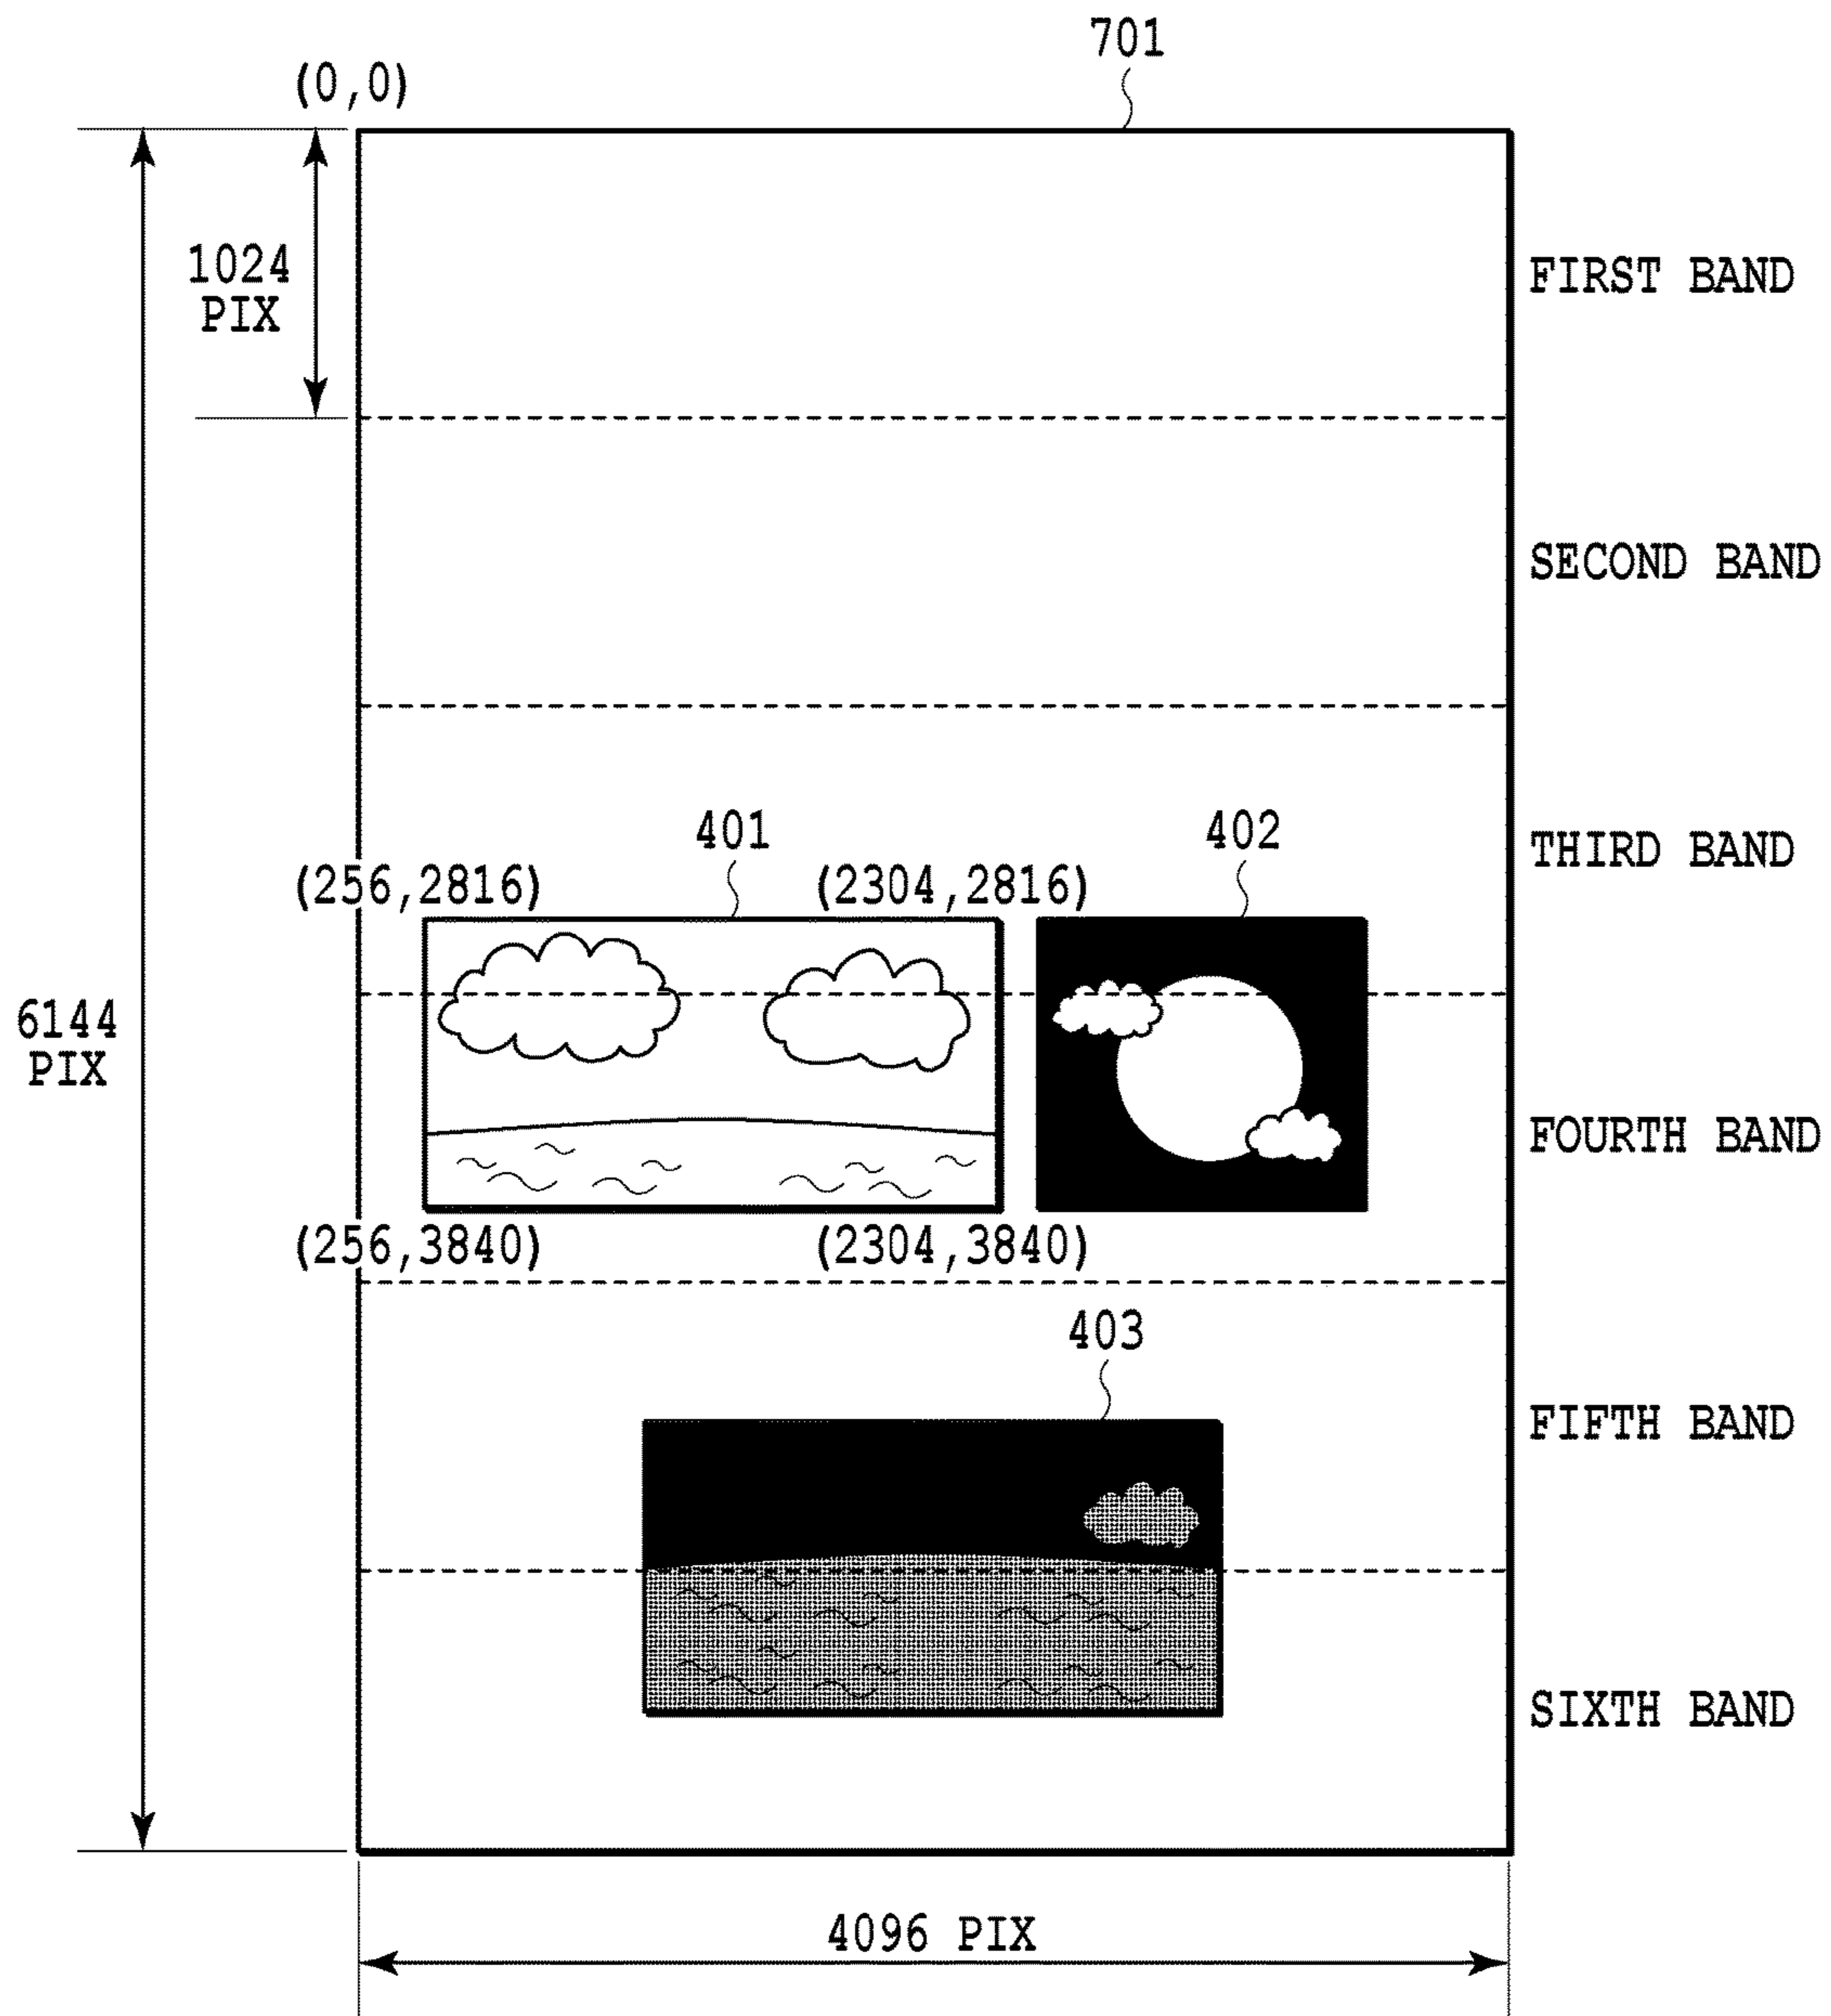 701
(0,0)
1024
PIX
FIRST BAND
SECOND BAND
THIRD BAND
401
402
(256,2816)
(2304,2816)
6144
PIX
FOURTH BAND
(256,3840)
(2304,3840)
403
FIFTH BAND
SIXTH BAND
4096 PIX